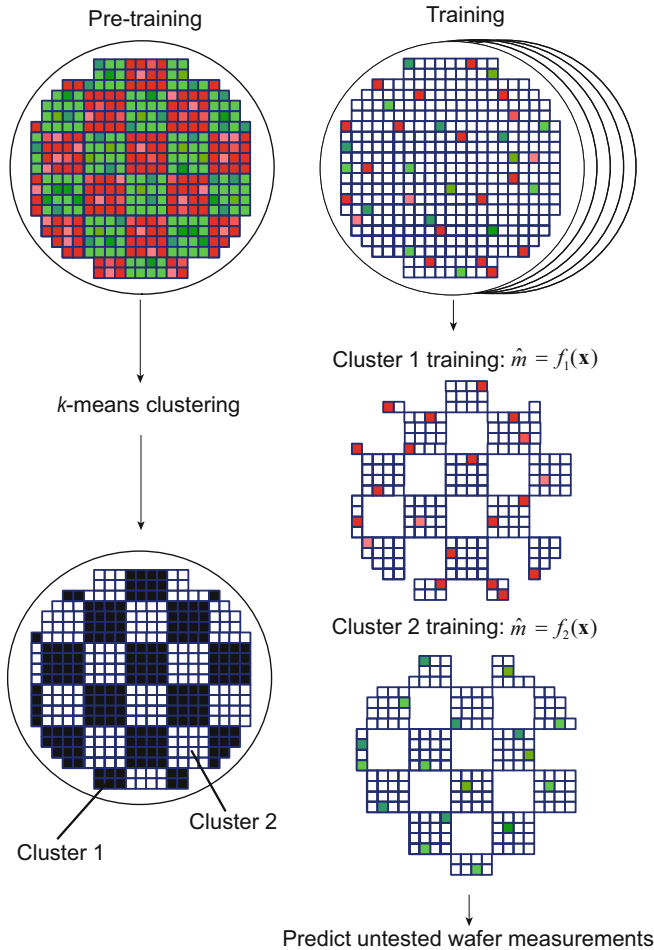 Pre-training
Training
k-means clustering
Cluster 1 training: m̂ = f₁(x)
Cluster 2 training: m̂ = f₂(x)
Cluster 2
Cluster 1
Predict untested wafer measurements